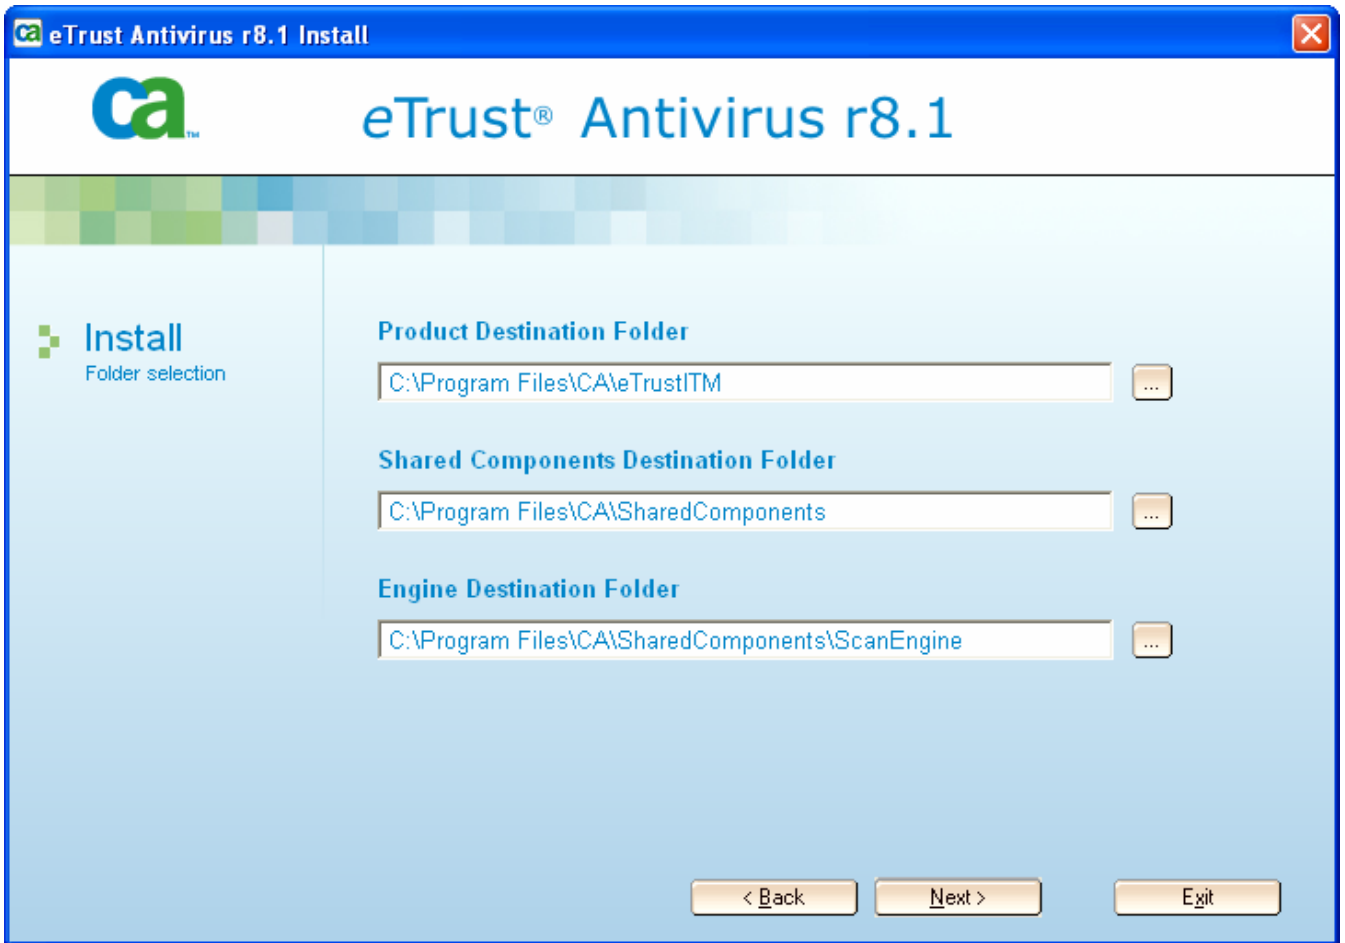 ca eTrust Antivirus r8.1 Install
ca™ eTrust® Antivirus r8.1
Install
Folder selection
Product Destination Folder
C:\Program Files\CA\eTrustITM
...
Shared Components Destination Folder
C:\Program Files\CA\SharedComponents
...
Engine Destination Folder
C:\Program Files\CA\SharedComponents\ScanEngine
...
< Back
Next >
Exit